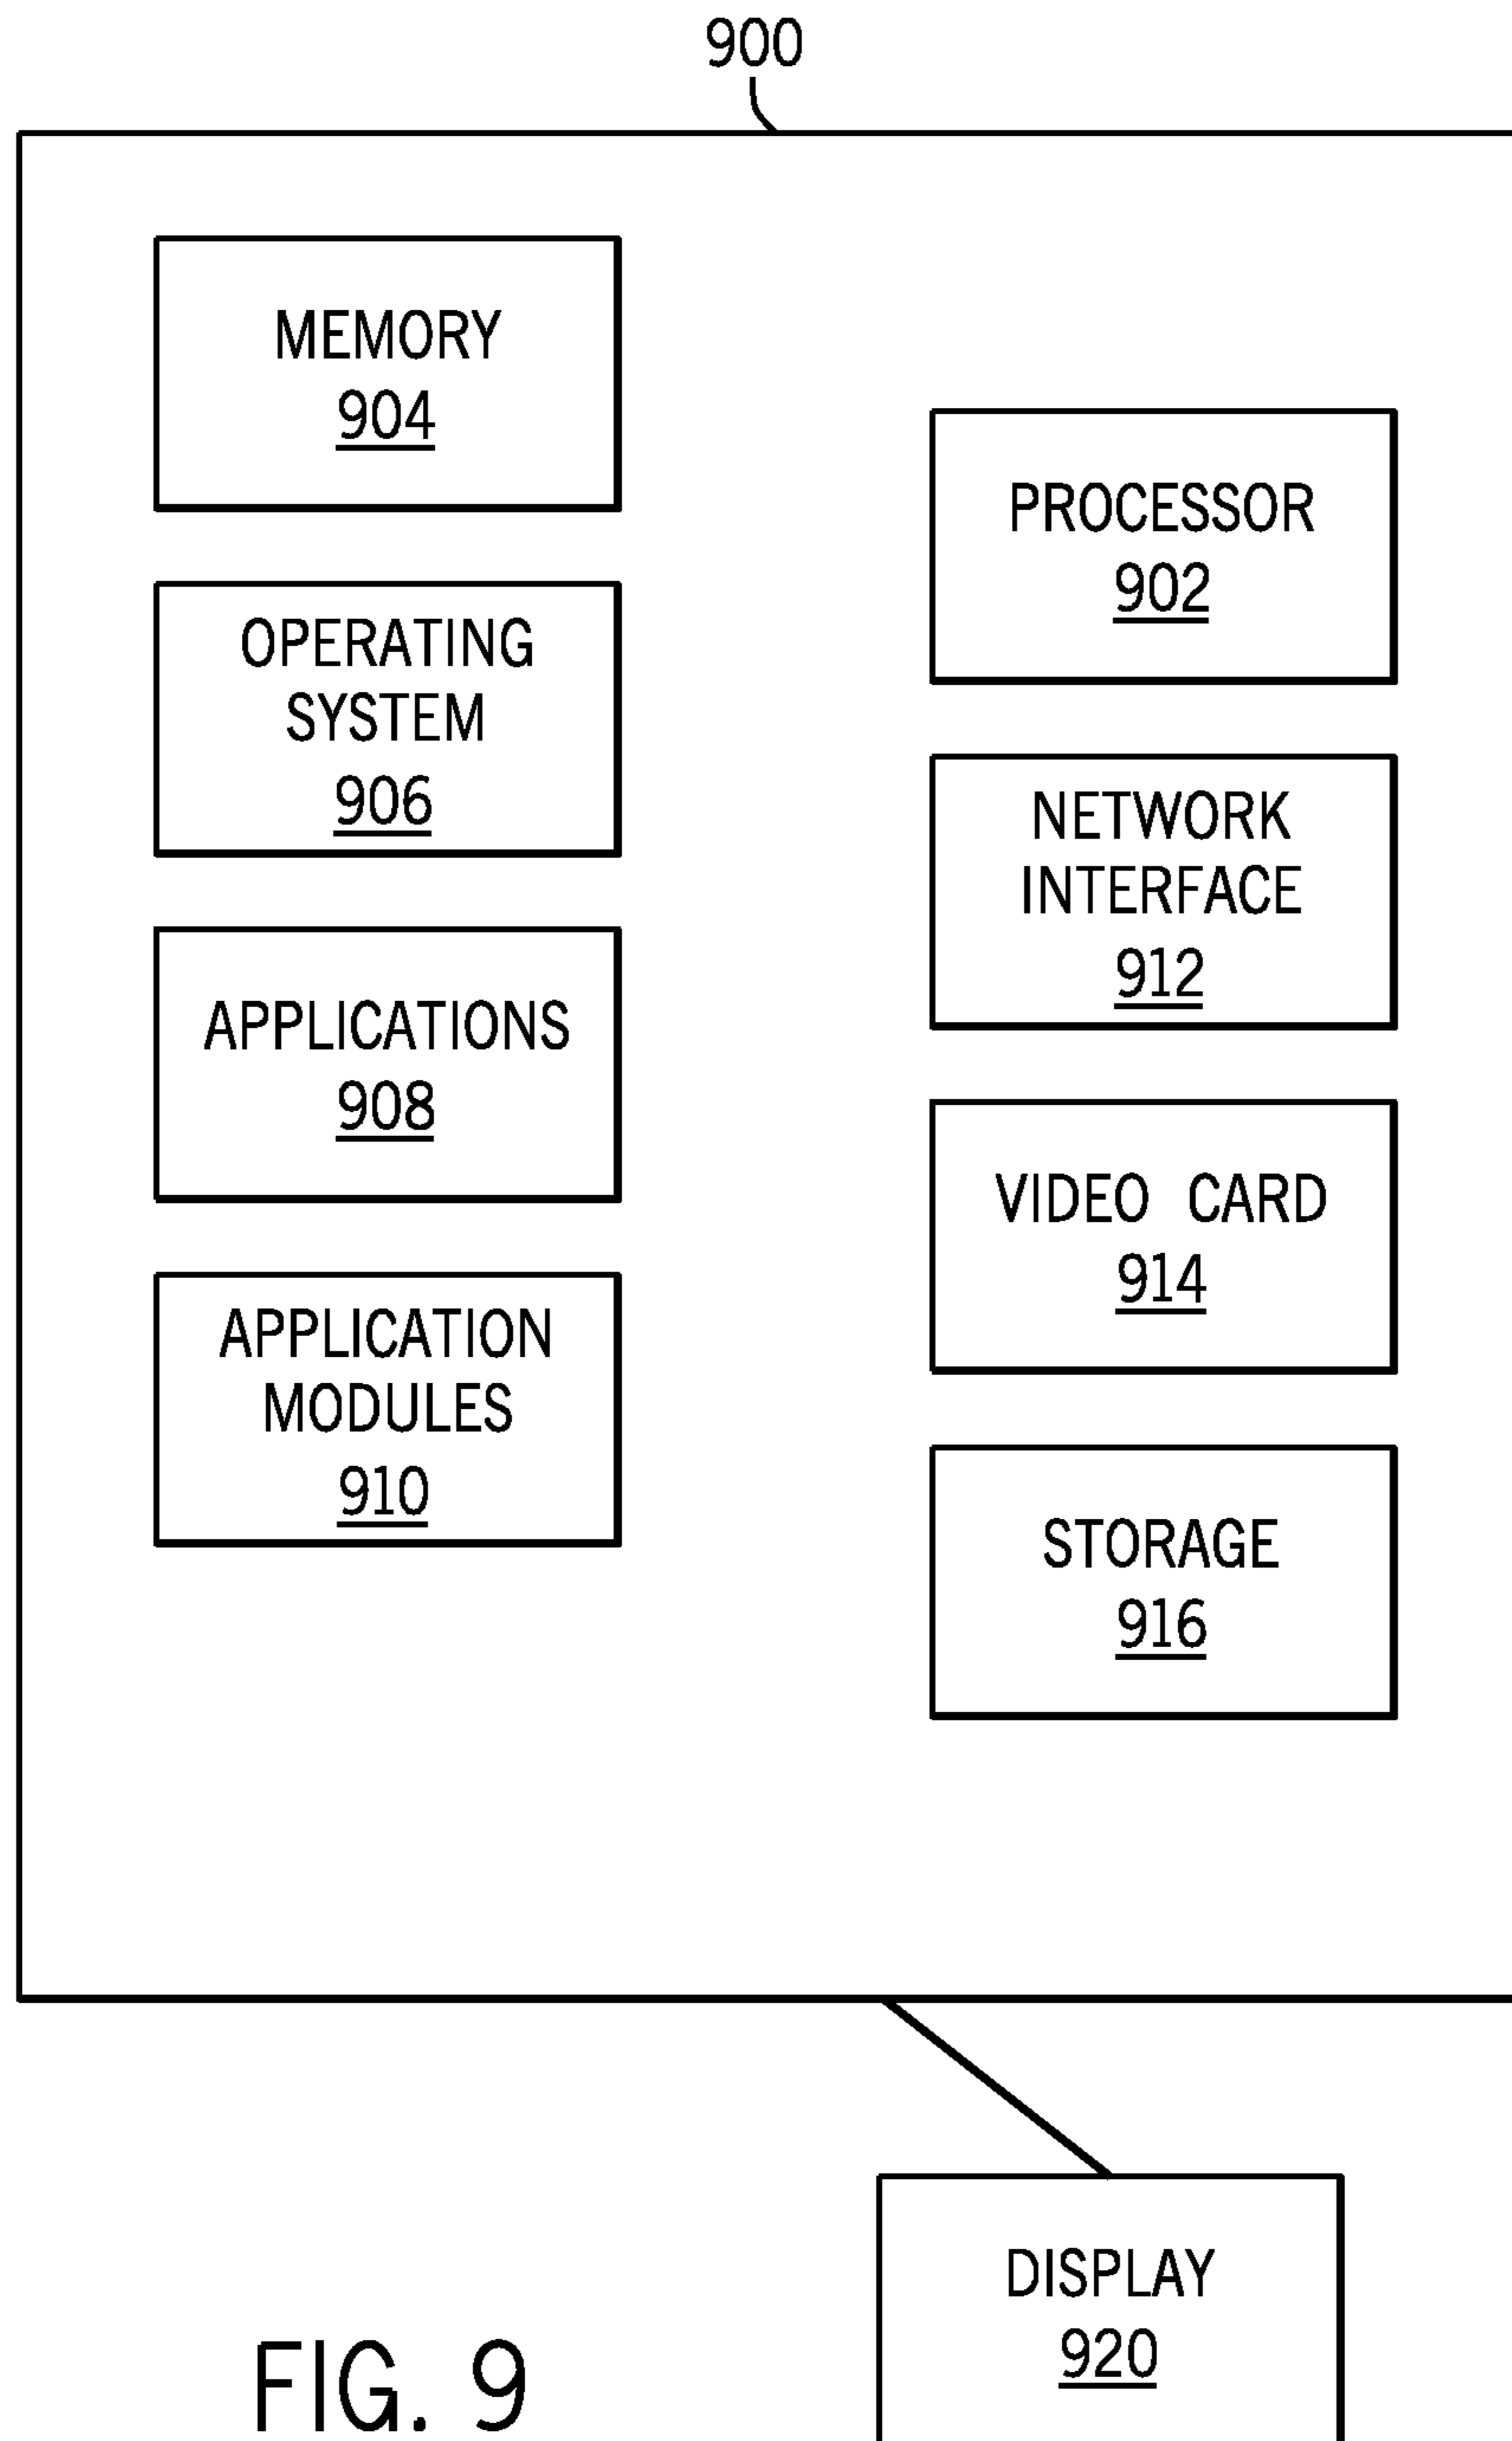 900
MEMORY
904
OPERATING
SYSTEM
906
APPLICATIONS
908
APPLICATION
MODULES
910
PROCESSOR
902
NETWORK
INTERFACE
912
VIDEO CARD
914
STORAGE
916
DISPLAY
920
FIG. 9